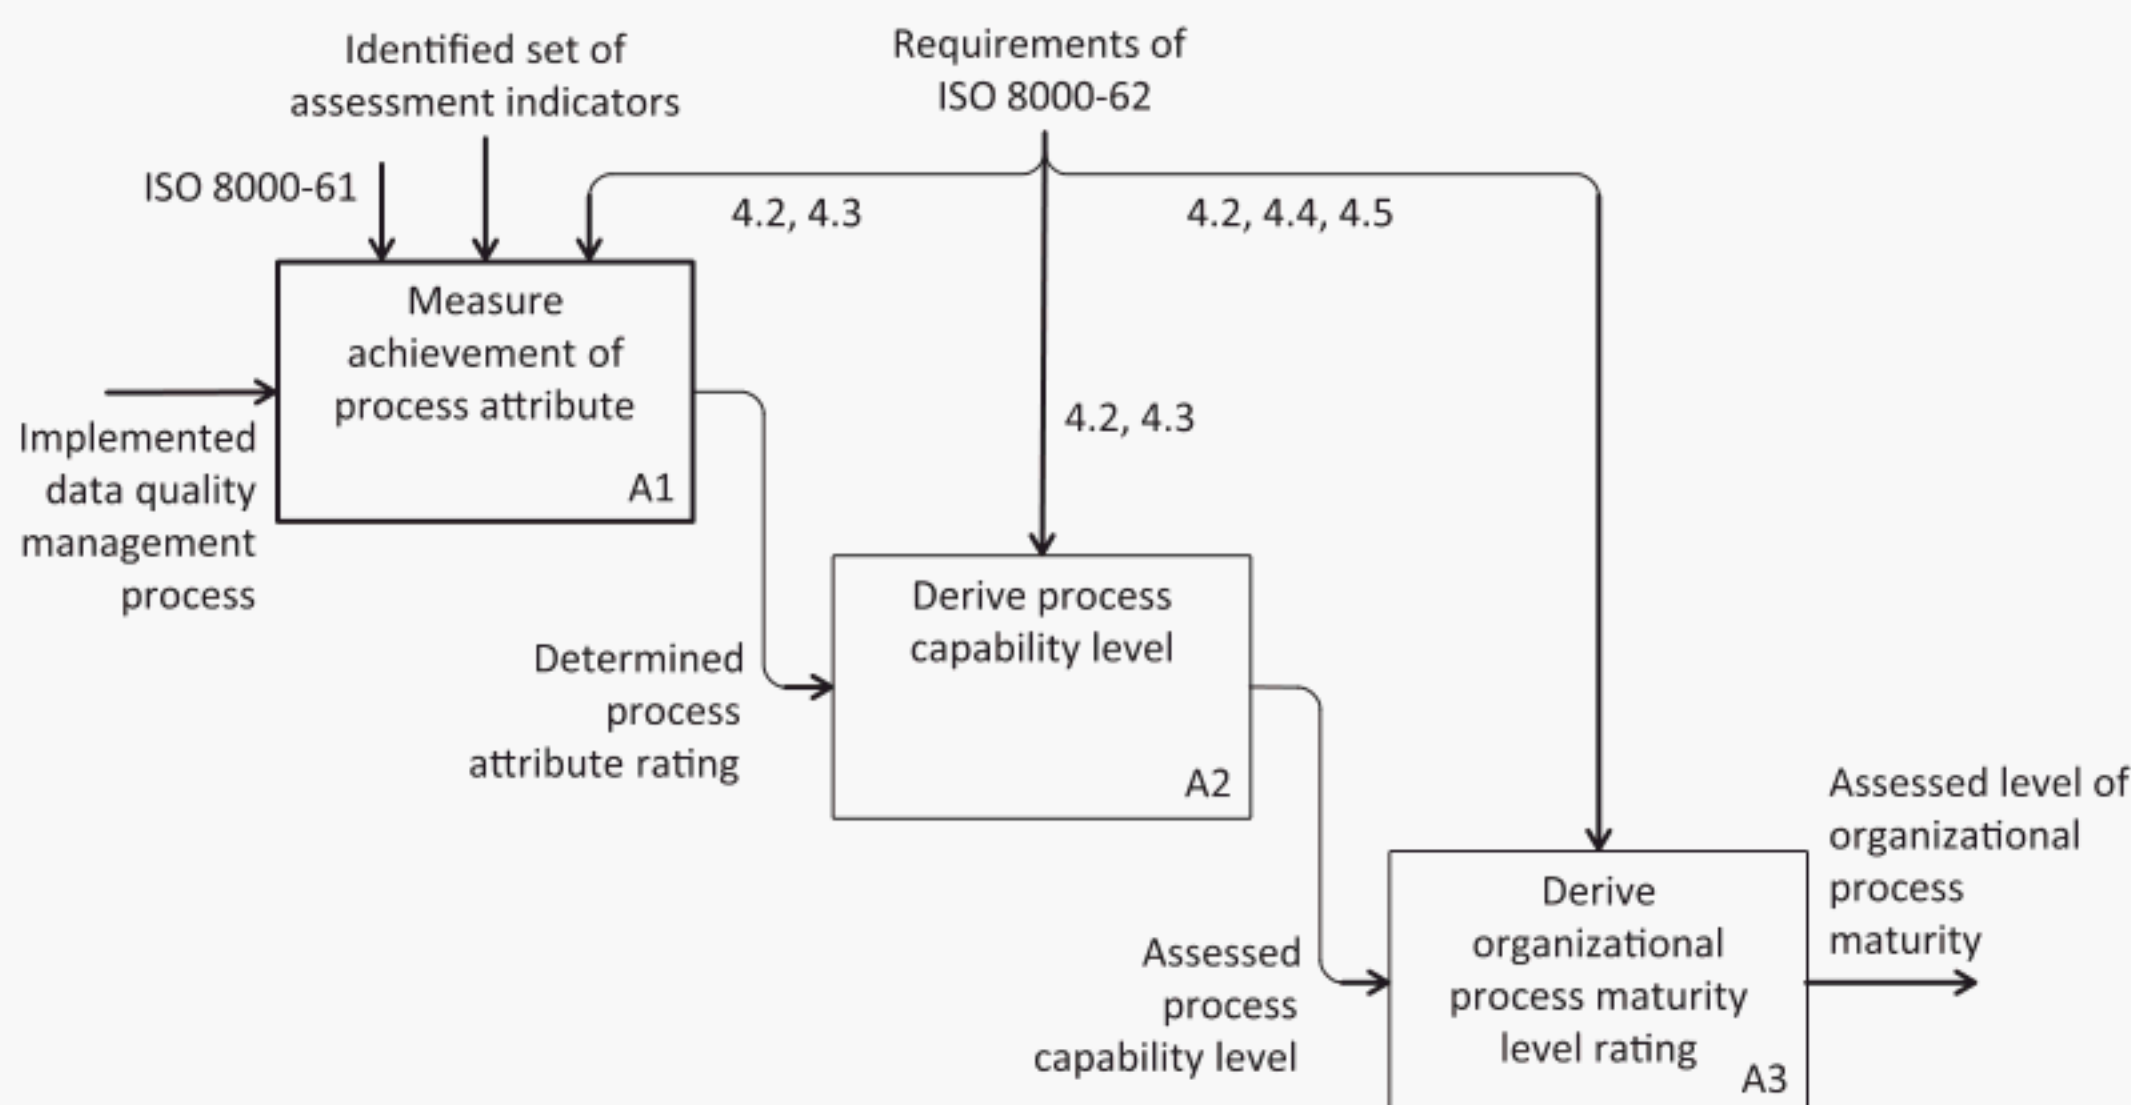 Identified set of
assessment indicators
Requirements of
ISO 8000-62
ISO 8000-61
4.2, 4.3
4.2, 4.4, 4.5
Measure
achievement of
process attribute
A1
4.2, 4.3
Implemented
data quality
management
process
Derive process
capability level
A2
Determined
process
attribute rating
Assessed level of
organizational
process
maturity
Derive
organizational
process maturity
level rating
A3
Assessed
process
capability level